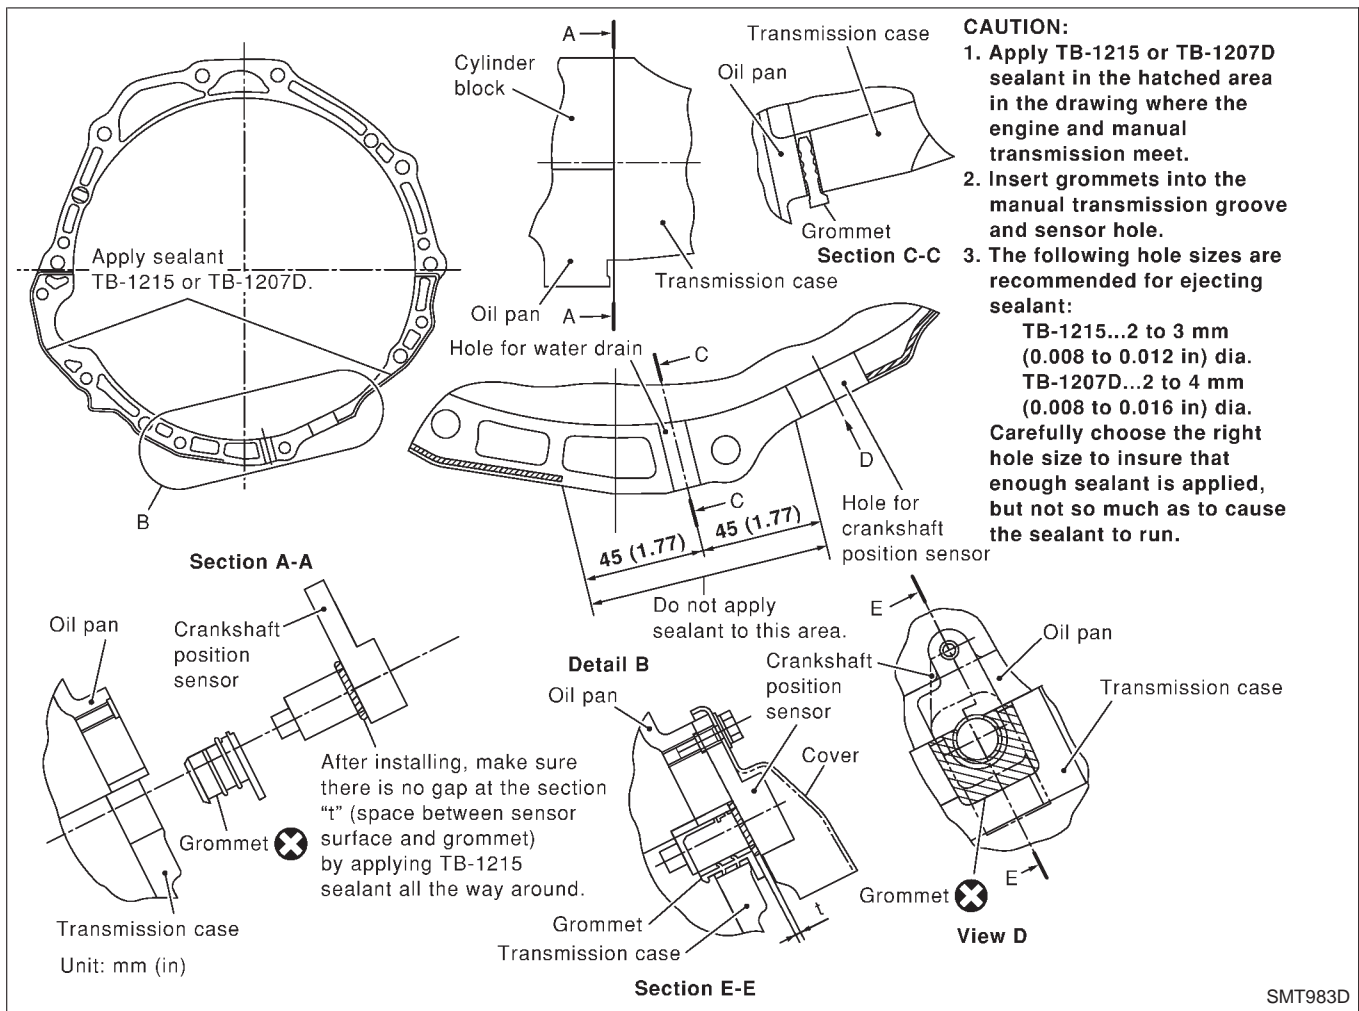 A
Cylinder
block
Oil pan
A
Transmission case
Transmission case
Oil pan
Grommet
Section C-C
CAUTION:
1. Apply TB-1215 or TB-1207D
sealant in the hatched area
in the drawing where the
engine and manual
transmission meet.
2. Insert grommets into the
manual transmission groove
and sensor hole.
3. The following hole sizes are
recommended for ejecting
sealant:
TB-1215...2 to 3 mm
(0.008 to 0.012 in) dia.
TB-1207D...2 to 4 mm
(0.008 to 0.016 in) dia.
Carefully choose the right
hole size to insure that
enough sealant is applied,
but not so much as to cause
the sealant to run.
Apply sealant
TB-1215 or TB-1207D.
B
Section A-A
Hole for water drain
C
C
D
45 (1.77)
45 (1.77)
Hole for
crankshaft
position sensor
Do not apply
sealant to this area.
Detail B
Oil pan
Crankshaft
position
sensor
After installing, make sure
there is no gap at the section
“t” (space between sensor
surface and grommet)
by applying TB-1215
sealant all the way around.
Grommet
Transmission case
Unit: mm (in)
Oil pan
Crankshaft
position
sensor
Cover
Grommet
Transmission case
t
Section E-E
E
Oil pan
Transmission case
E
Grommet
View D
SMT983D